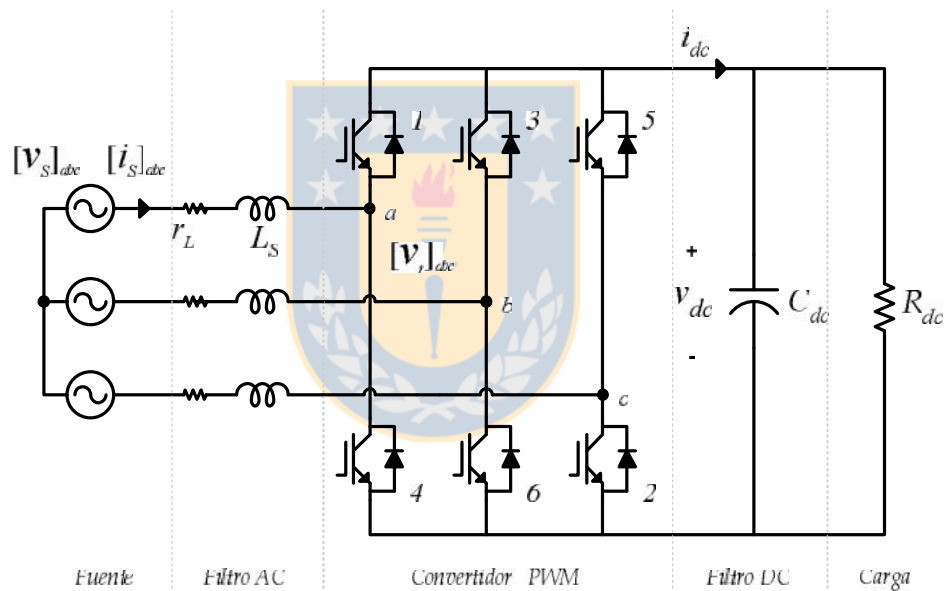 i_dc
1
3
5
[v_s]_abc
[i_s]_abc
a
r_L
L_S
[v_r]_abc
b
+
v_dc
-
C_dc
R_dc
c
4
6
2
Fuente
Filtro AC
Convertidor PWM
Filtro DC
Carga